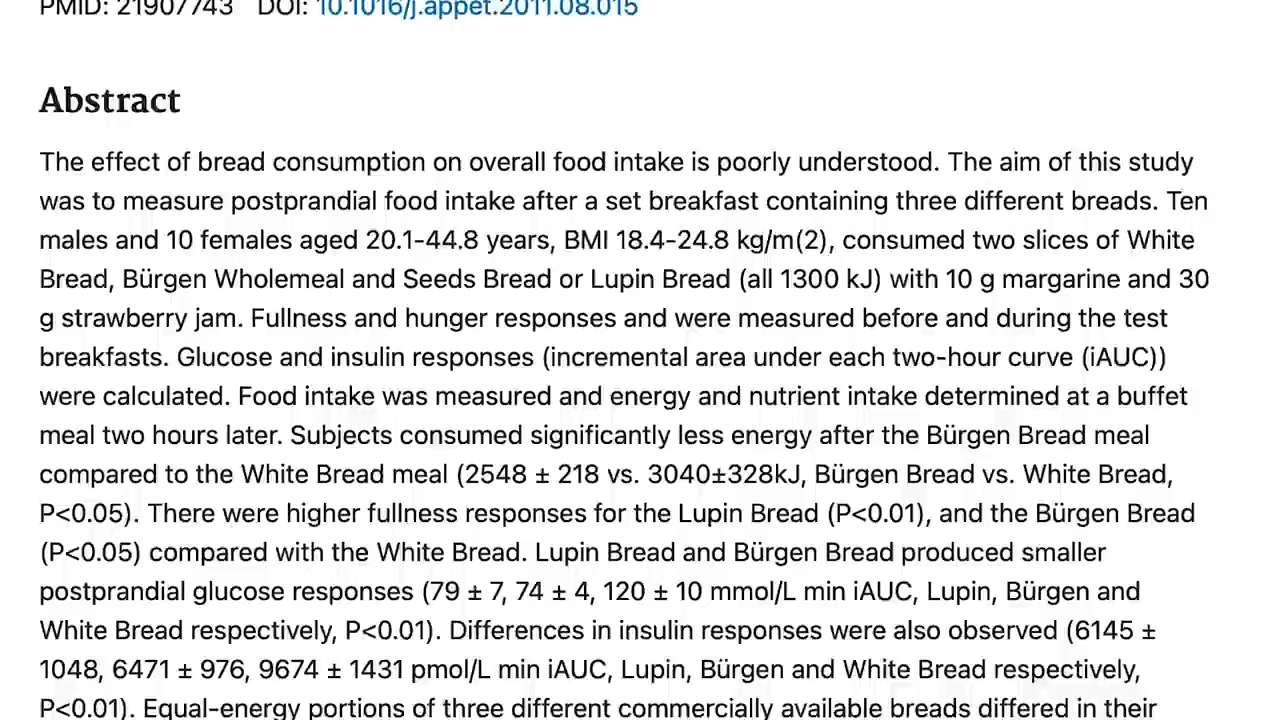 PMID: 21907743 DOI: 10.1016/j.appet.2011.08.015
Abstract
The effect of bread consumption on overall food intake is poorly understood. The aim of this study
was to measure postprandial food intake after a set breakfast containing three different breads. Ten
males and 10 females aged 20.1-44.8 years, BMI 18.4-24.8 kg/m(2), consumed two slices of White
Bread, Bürgen Wholemeal and Seeds Bread or Lupin Bread (all 1300 kJ) with 10 g margarine and 30
g strawberry jam. Fullness and hunger responses and were measured before and during the test
breakfasts. Glucose and insulin responses (incremental area under each two-hour curve (iAUC))
were calculated. Food intake was measured and energy and nutrient intake determined at a buffet
meal two hours later. Subjects consumed significantly less energy after the Bürgen Bread meal
compared to the White Bread meal (2548 ± 218 vs. 3040±328kJ, Bürgen Bread vs. White Bread,
P<0.05). There were higher fullness responses for the Lupin Bread (P<0.01), and the Bürgen Bread
(P<0.05) compared with the White Bread. Lupin Bread and Bürgen Bread produced smaller
postprandial glucose responses (79 ± 7, 74 ± 4, 120 ± 10 mmol/L min iAUC, Lupin, Bürgen and
White Bread respectively, P<0.01). Differences in insulin responses were also observed (6145 ±
1048, 6471 ± 976, 9674 ± 1431 pmol/L min iAUC, Lupin, Bürgen and White Bread respectively,
P<0.01). Equal-energy portions of three different commercially available breads differed in their